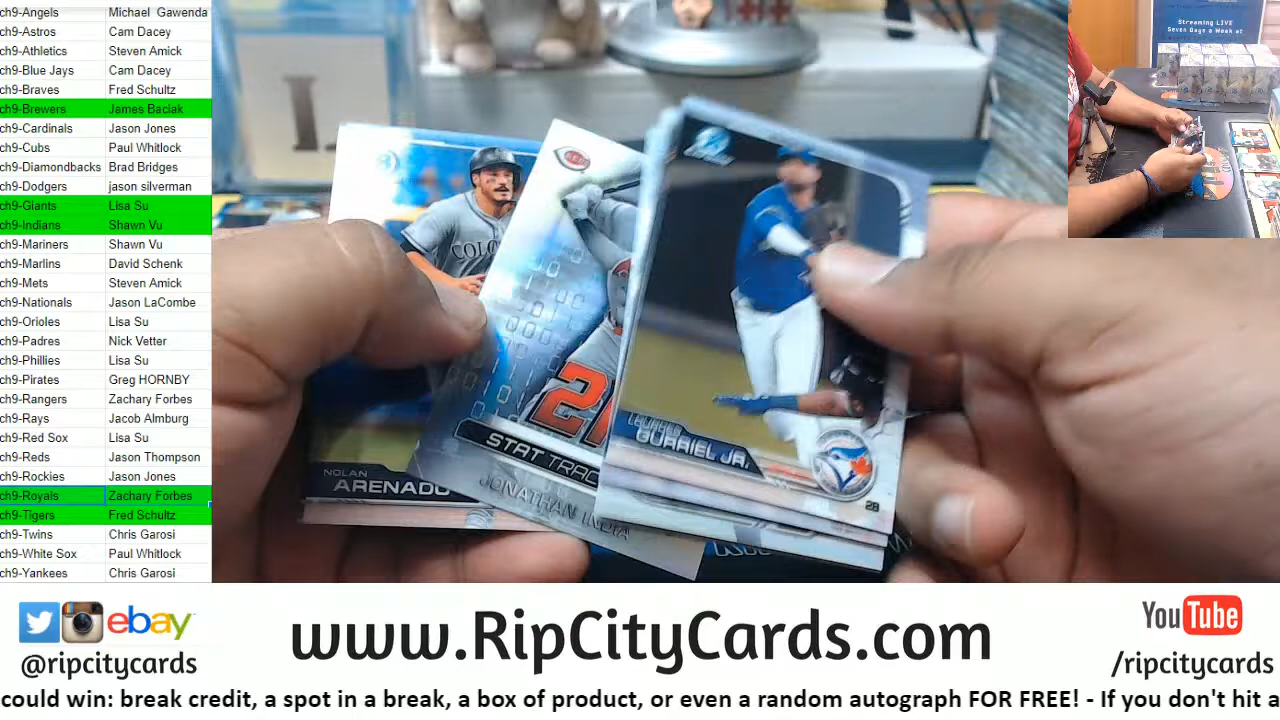 ch9-Angels Michael Gawenda
ch9-Astros Cam Dacey
ch9-Athletics Steven Amick
ch9-Blue Jays Cam Dacey
ch9-Braves Fred Schultz
ch9-Brewers James Baciak
ch9-Cardinals Jason Jones
ch9-Cubs Paul Whitlock
ch9-Diamondbacks Brad Bridges
ch9-Dodgers jason silverman
ch9-Giants Lisa Su
ch9-Indians Shawn Vu
ch9-Mariners Shawn Vu
ch9-Marlins David Schenk
ch9-Mets Steven Amick
ch9-Nationals Jason LaCombe
ch9-Orioles Lisa Su
ch9-Padres Nick Vetter
ch9-Phillies Lisa Su
ch9-Pirates Greg HORNBY
ch9-Rangers Zachary Forbes
ch9-Rays Jacob Almburg
ch9-Red Sox Lisa Su
ch9-Reds Jason Thompson
ch9-Rockies Jason Jones
ch9-Royals Zachary Forbes
ch9-Tigers Fred Schultz
ch9-Twins Chris Garosi
ch9-White Sox Paul Whitlock
ch9-Yankees Chris Garosi
Streaming LIVE
Seven Days a Week at
COLO
NOLAN
ARENADO
STAT TRAC
JONATHAN INDIA
GURRIEL JR.
28
ebay
@ripcitycards
www.RipCityCards.com
YouTube
/ripcitycards
could win: break credit, a spot in a break, a box of product, or even a random autograph FOR FREE! - If you don't hit a